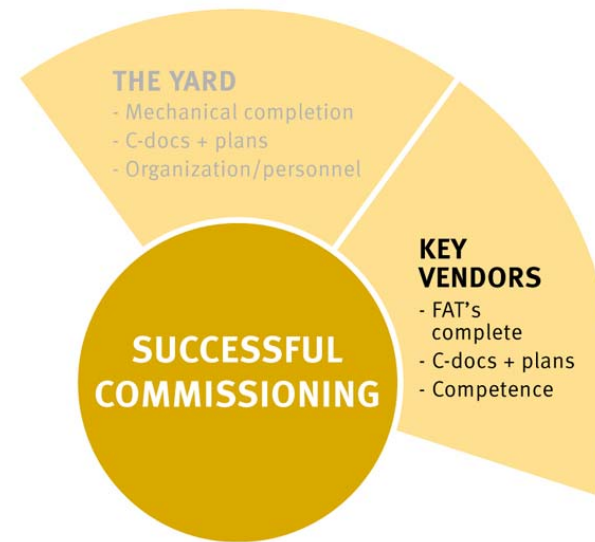 THE YARD
- Mechanical completion
- C-docs + plans
- Organization/personnel
KEY
VENDORS
- FAT's
complete
- C-docs + plans
- Competence
SUCCESSFUL
COMMISSIONING